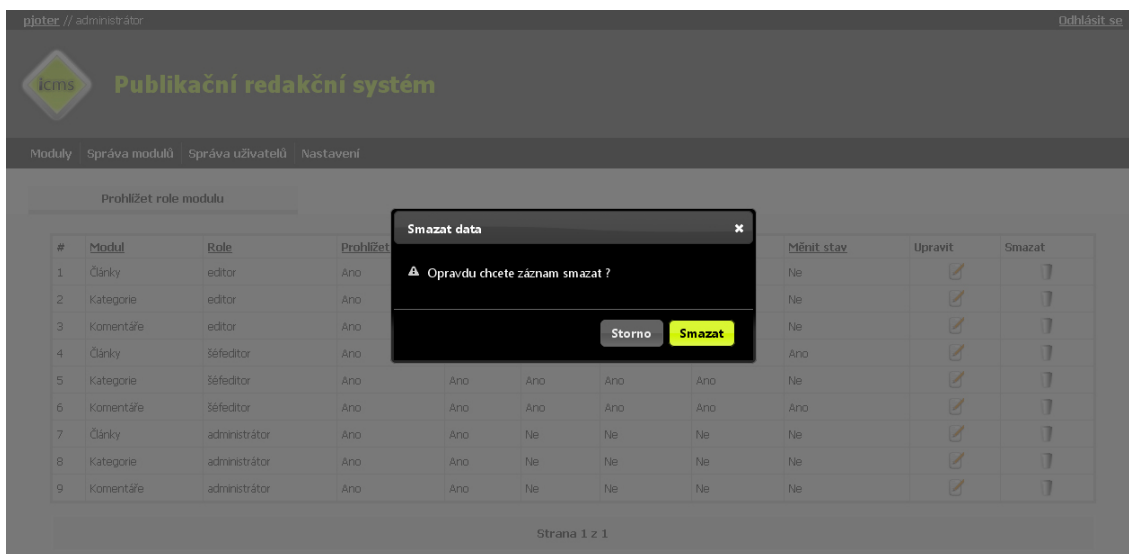 pjoter // administrátor Odhlásit se
icms Publikační redakční systém
Moduly Správa modulů Správa uživatelů Nastavení
Prohlížet role modulu
Smazat data
# Modul Role Prohlížet Měnit stav Upravit Smazat
1 Články editor Ano Ne
Opravdu chcete záznam smazat ?
2 Kategorie editor Ano Ne
3 Komentáře editor Ano Ne
Storno Smazat
4 Články šéfeditor Ano Ano
5 Kategorie šéfeditor Ano Ano Ano Ano Ano Ne
6 Komentáře šéfeditor Ano Ano Ano Ano Ano Ano
7 Články administrátor Ano Ano Ne Ne Ne Ne
8 Kategorie administrátor Ano Ano Ne Ne Ne Ne
9 Komentáře administrátor Ano Ano Ne Ne Ne Ne
Strana 1 z 1